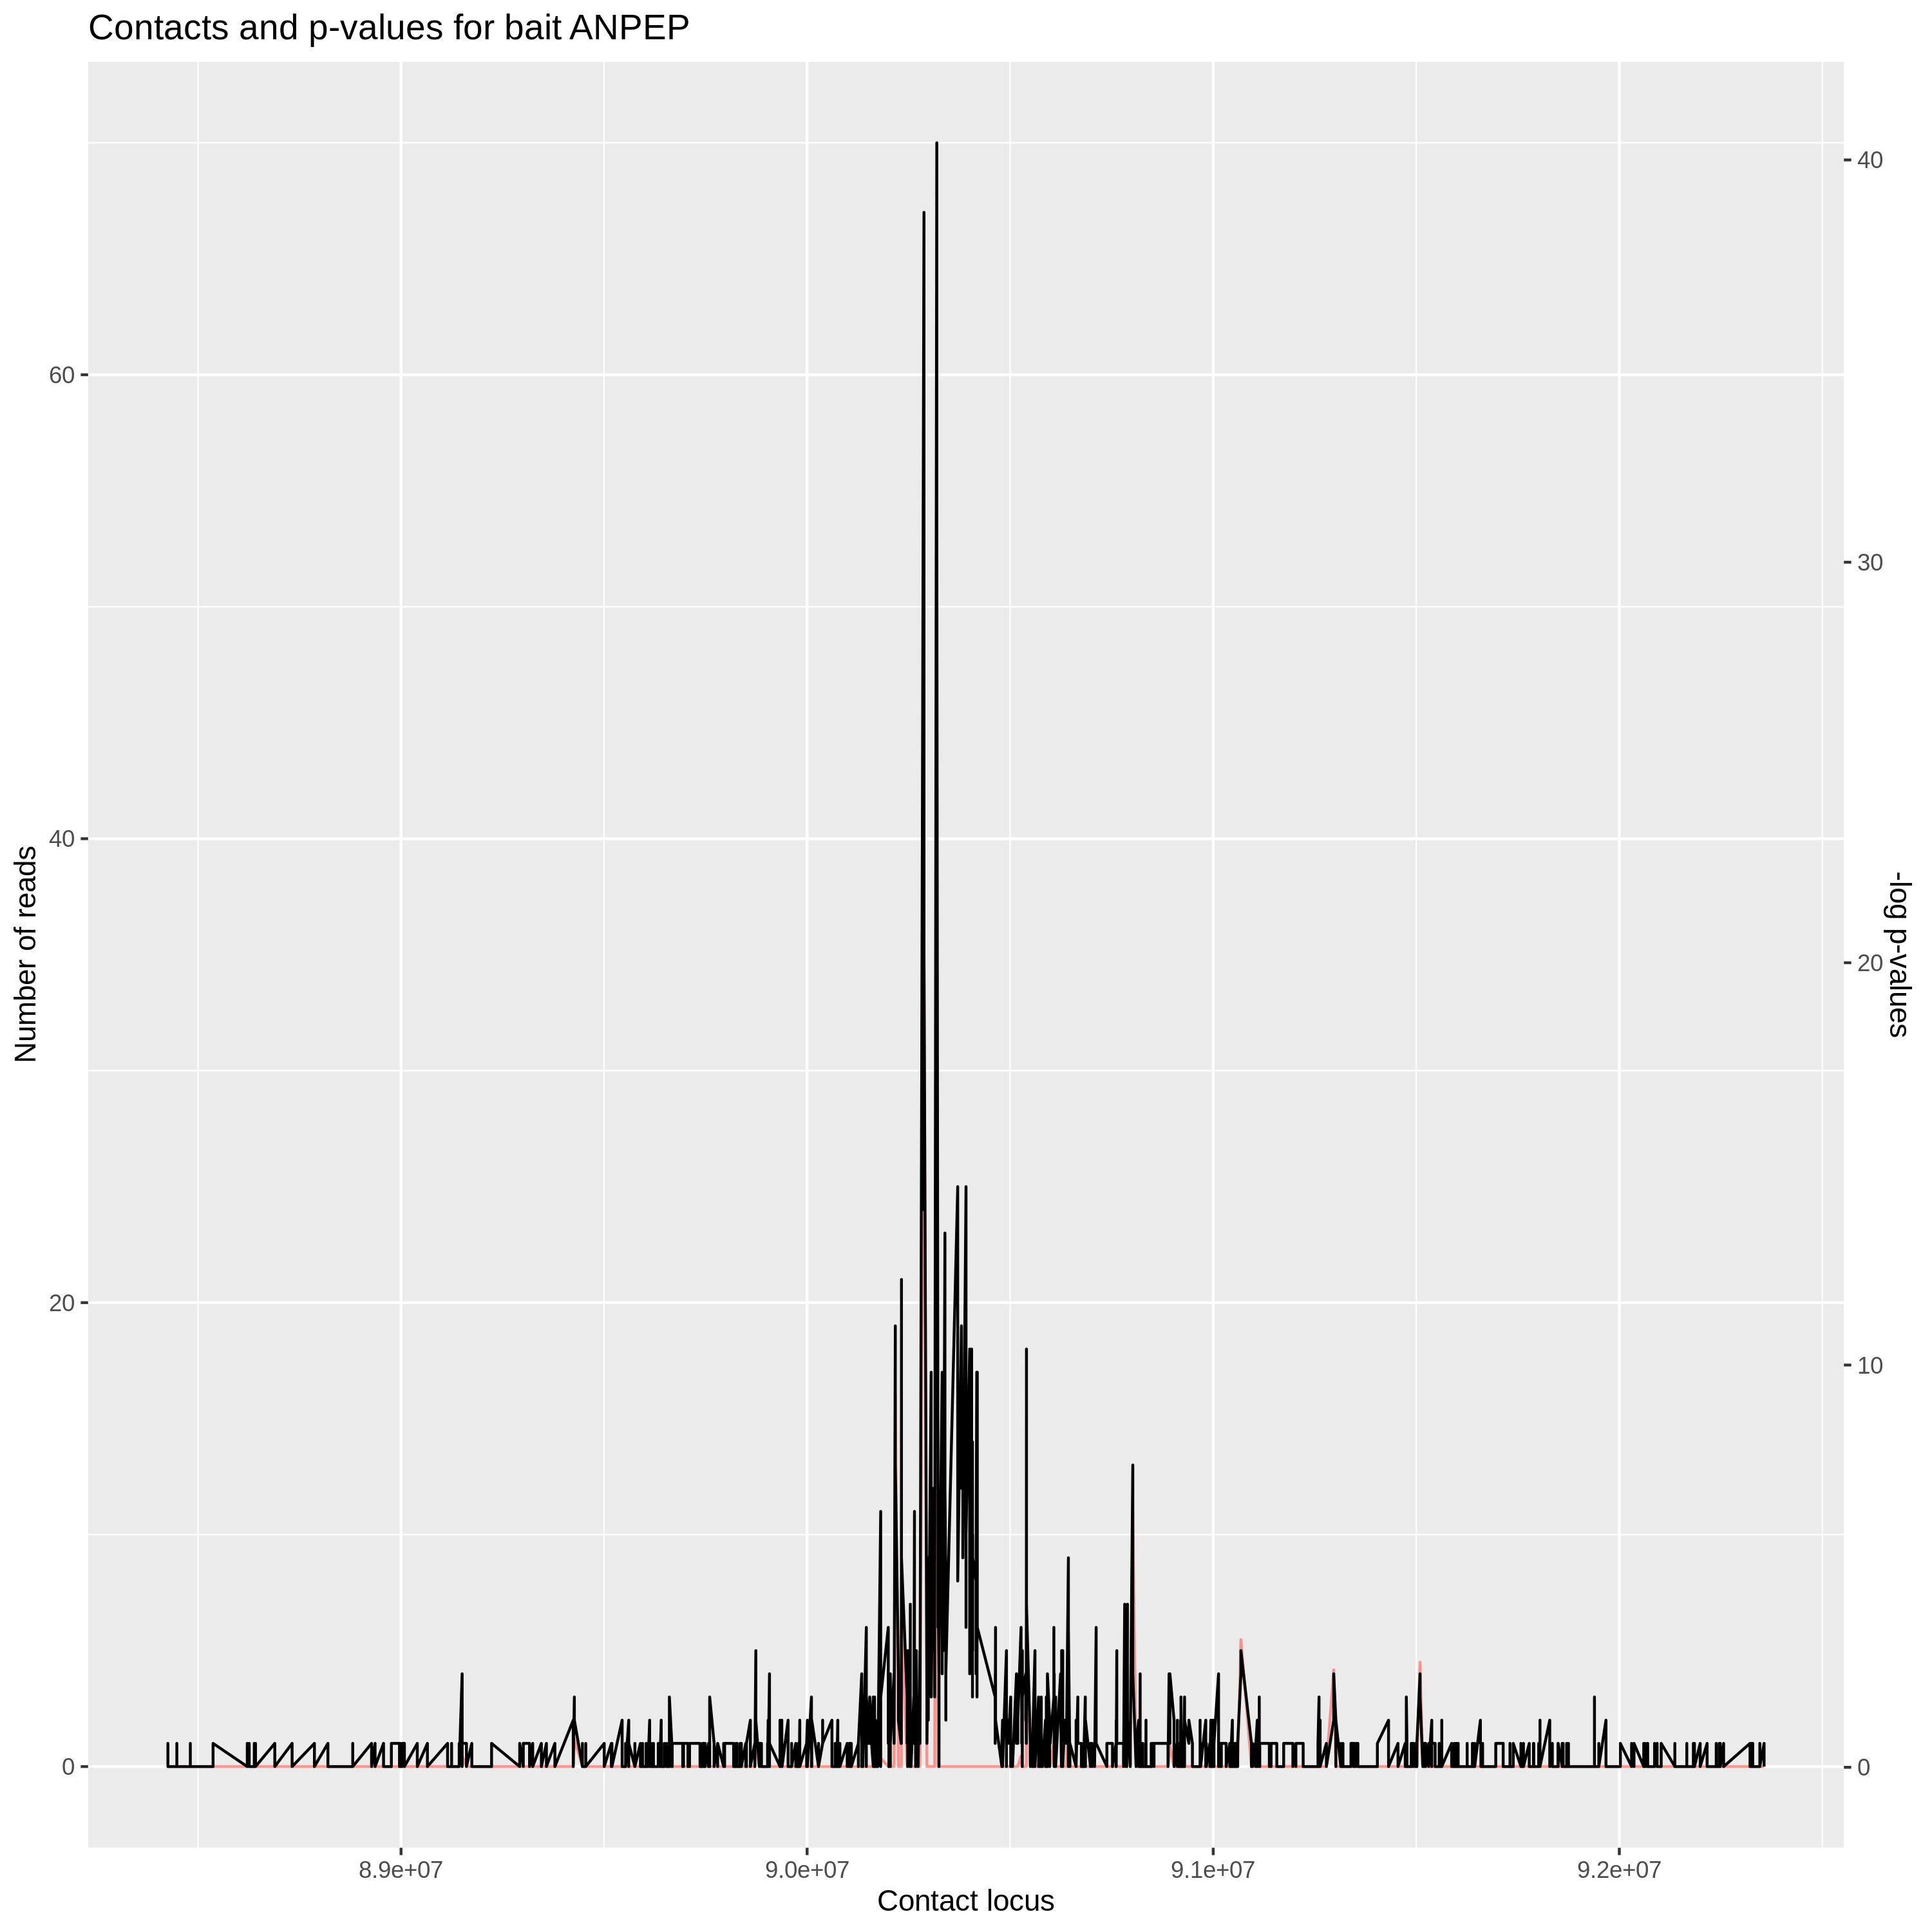 Contacts and p-values for bait ANPEP
Number of reads
60
40
20
0
40
30
20
10
0
-log p-values
8.9e+07
9.0e+07
9.1e+07
9.2e+07
Contact locus